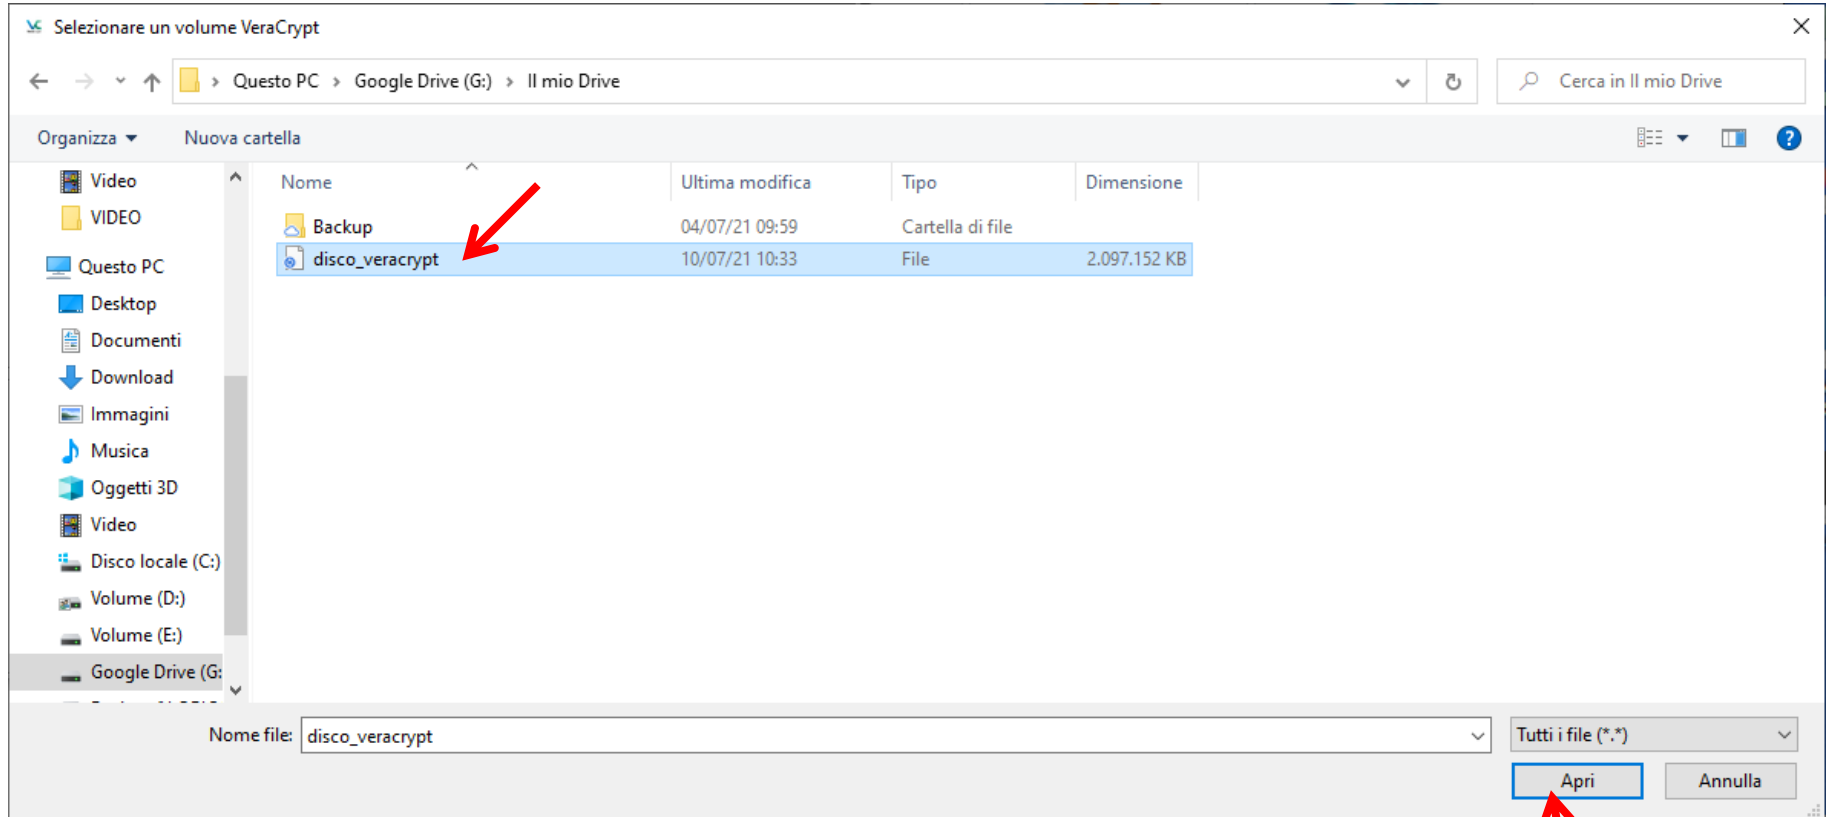 Selezionare un volume VeraCrypt
Questo PC > Google Drive (G:) > Il mio Drive
Cerca in Il mio Drive
Organizza Nuova cartella
Video
VIDEO
Questo PC
Desktop
Documenti
Download
Immagini
Musica
Oggetti 3D
Video
Disco locale (C:)
Volume (D:)
Volume (E:)
Google Drive (G:
Nome Ultima modifica Tipo Dimensione
Backup 04/07/21 09:59 Cartella di file
disco_veracrypt 10/07/21 10:33 File 2.097.152 KB
Nome file: disco_veracrypt Tutti i file (*.*)
Apri Annulla